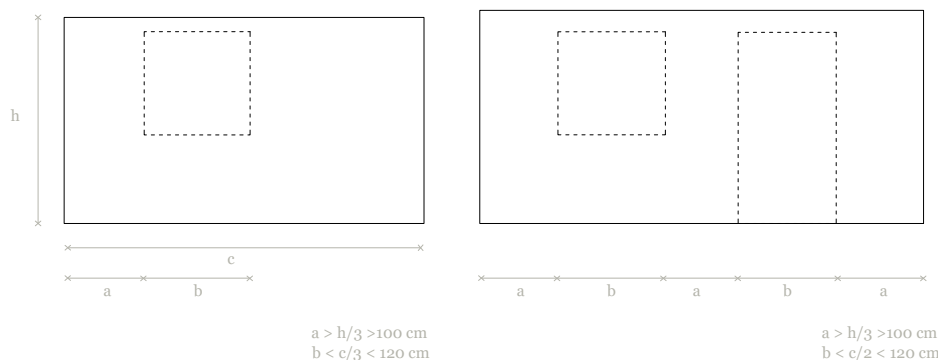 h
c
a b
a b a b a
a > h/3 >100 cm
b < c/3 < 120 cm
a > h/3 >100 cm
b < c/2 < 120 cm